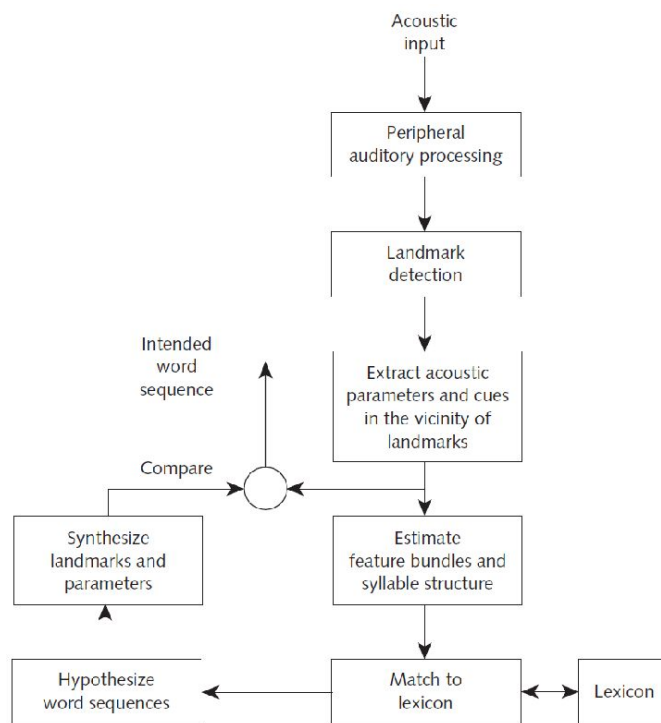 Acoustic
input
Peripheral
auditory processing
Landmark
detection
Intended
word
sequence
Extract acoustic
parameters and cues
in the vicinity of
landmarks
Compare
Synthesize
landmarks and
parameters
Estimate
feature bundles and
syllable structure
Hypothesize
word sequences
Match to
lexicon
Lexicon